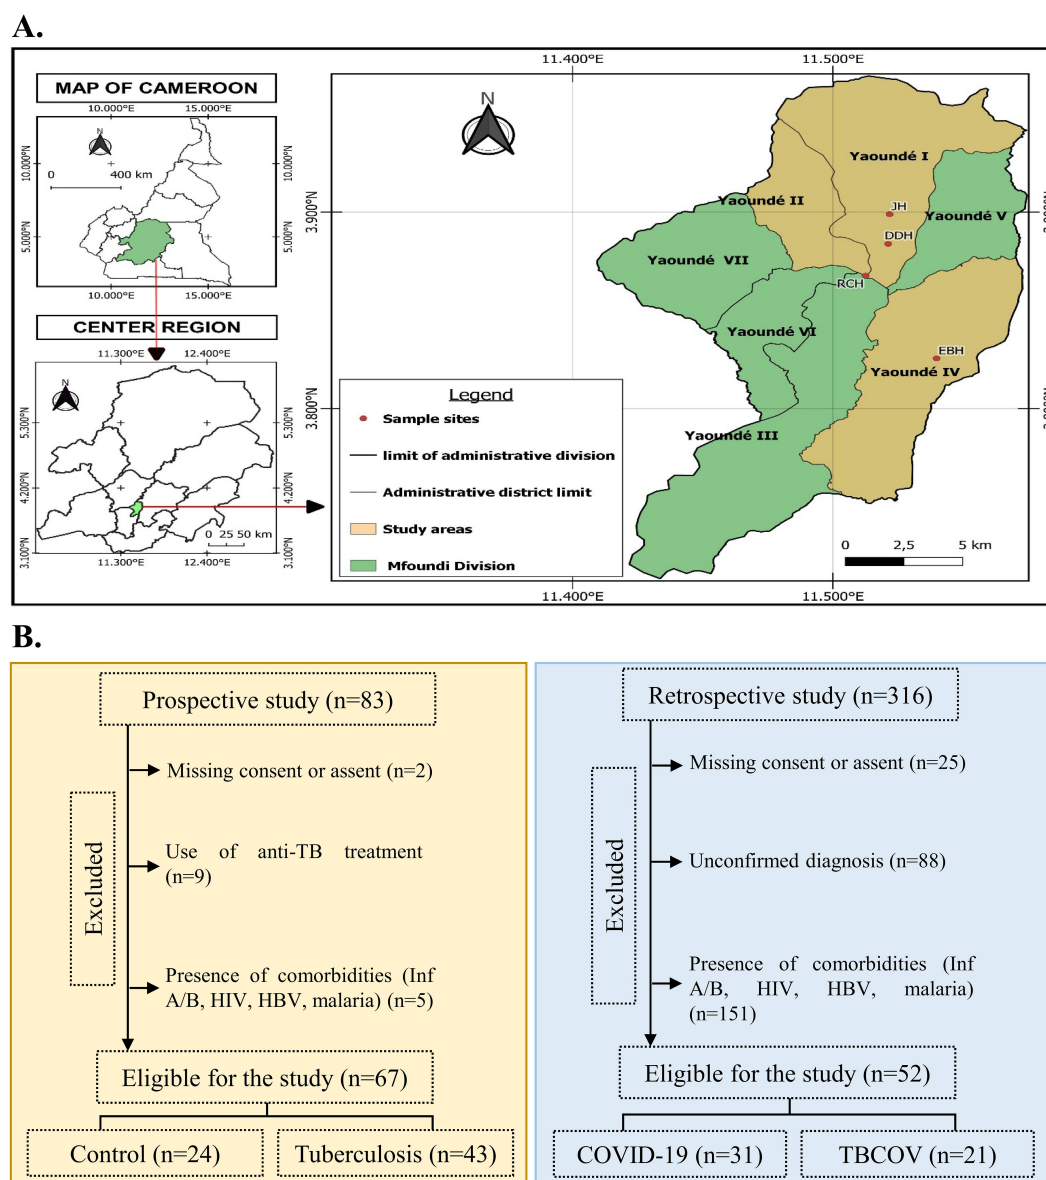 A.
MAP OF CAMEROON
10.000°E 15.000°E
N
0 400 km
10.000°N
10.000°N
5.000°N
5.000°N
10.000°E 15.000°E
CENTER REGION
11.300°E 12.400°E
N
5.300°N
5.300°N
4.200°N
4.200°N
3.100°N
3.100°N
0 25 50 km
11.300°E 12.400°E
11.400°E 11.500°E
N
3.900°N
3.800°N
Yaoundé I
Yaoundé II
JH
Yaoundé V
DDH
Yaoundé VII
RCH
Yaoundé VI
EBH
Yaoundé IV
Yaoundé III
Legend
Sample sites
limit of administrative division
Administrative district limit
Study areas
Mfoundi Division
0 2,5 5 km
11.400°E 11.500°E
B.
Prospective study (n=83)
Missing consent or assent (n=2)
Excluded
Use of anti-TB treatment
(n=9)
Presence of comorbidities (Inf
A/B, HIV, HBV, malaria) (n=5)
Eligible for the study (n=67)
Control (n=24)
Tuberculosis (n=43)
Retrospective study (n=316)
Missing consent or assent (n=25)
Excluded
Unconfirmed diagnosis (n=88)
Presence of comorbidities (Inf
A/B, HIV, HBV, malaria)
(n=151)
Eligible for the study (n=52)
COVID-19 (n=31)
TBCOV (n=21)